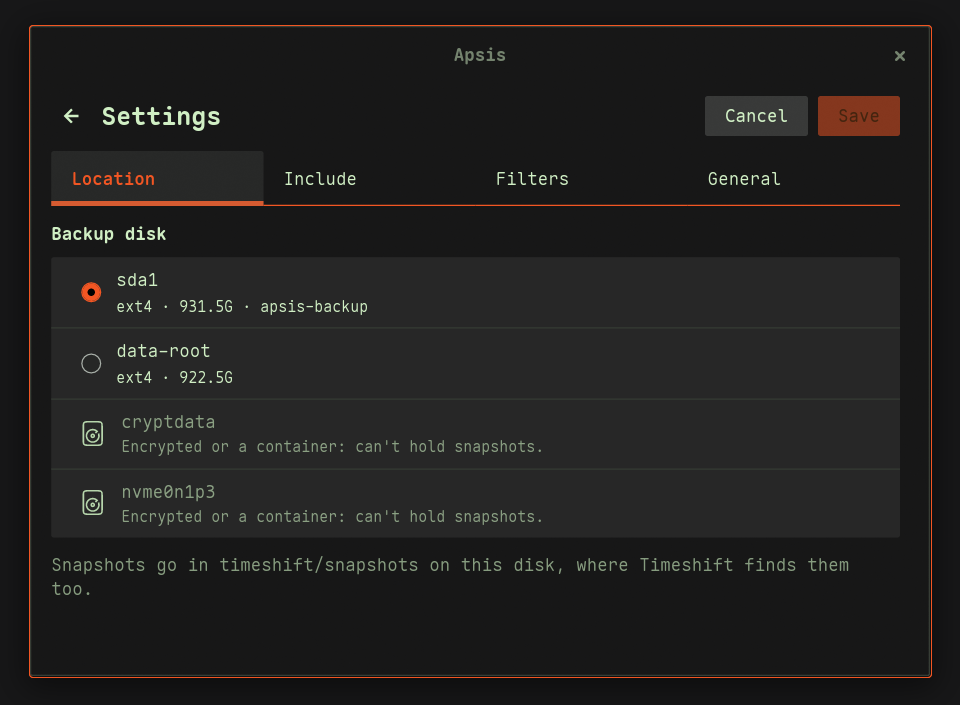 Apsis
Settings
Cancel
Save
Location
Include
Filters
General
Backup disk
sda1
ext4 · 931.5G · apsis-backup
data-root
ext4 · 922.5G
cryptdata
Encrypted or a container: can't hold snapshots.
nvme0n1p3
Encrypted or a container: can't hold snapshots.
Snapshots go in timeshift/snapshots on this disk, where Timeshift finds them
too.